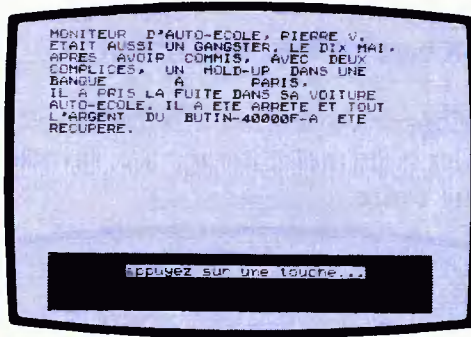 MONITEUR D'AUTO-ECOLE, PIERRE V.
ETAIT AUSSI UN GANGSTER. LE DIX MAI,
APRES AVOIR COMMIS, AVEC DEUX
COMPLICES, UN HOLD-UP DANS UNE
BANQUE A PARIS.
IL A PRIS LA FUITE DANS SA VOITURE
AUTO-ECOLE. IL A ETE ARRETE ET TOUT
L'ARGENT DU BUTIN-40000F-A ETE
RECUPERE.
Appuyez sur une touche...